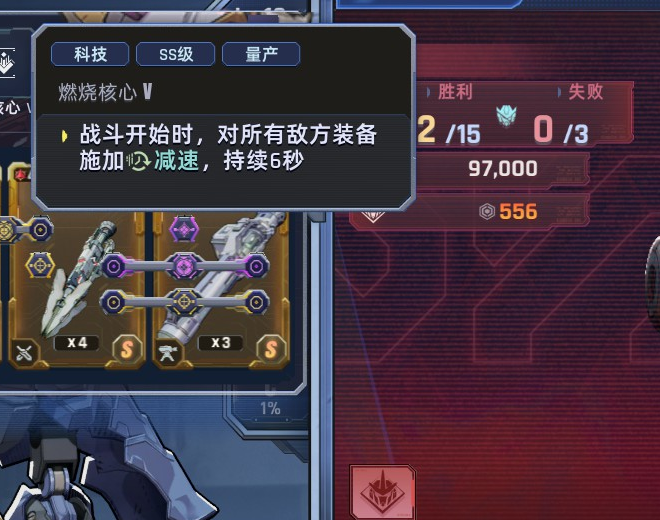 科技 SS级 量产
燃烧核心 V
战斗开始时，对所有敌方装备
施加减速，持续6秒
核心 V
胜利 失败
2 /15 0 /3
97,000
556
x4 S x3 S
1%